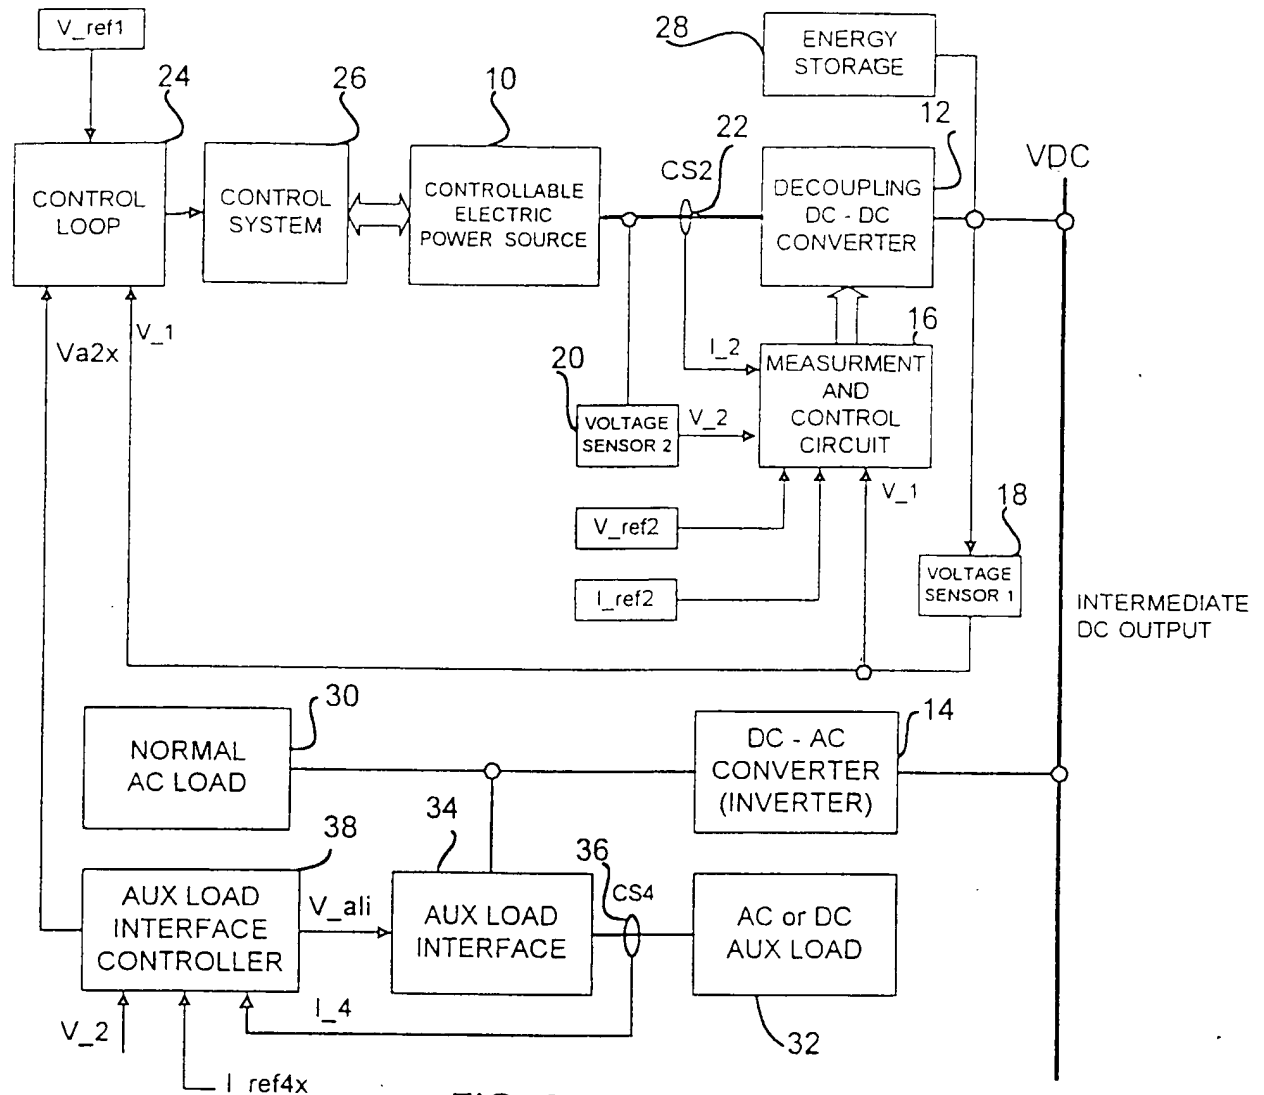 V_ref1
24
26
10
28
ENERGY
STORAGE
12
22
VDC
CS2
CONTROL
LOOP
CONTROL
SYSTEM
CONTROLLABLE
ELECTRIC
POWER SOURCE
DECOUPLING
DC - DC
CONVERTER
V_1
Va2x
20
I_2
16
MEASURMENT
AND
CONTROL
CIRCUIT
VOLTAGE
SENSOR 2
V_2
V_1
18
V_ref2
I_ref2
VOLTAGE
SENSOR 1
INTERMEDIATE
DC OUTPUT
30
NORMAL
AC LOAD
14
DC - AC
CONVERTER
(INVERTER)
38
34
36
CS4
AUX LOAD
INTERFACE
CONTROLLER
V_ali
AUX LOAD
INTERFACE
AC or DC
AUX LOAD
I_4
V_2
32
I_ref4x